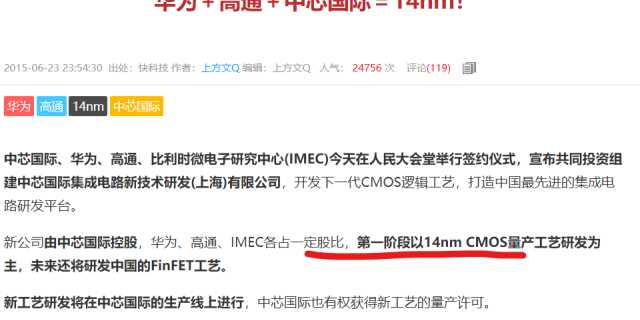 华为+高通+中芯国际=14nm！
2015-06-23 23:54:30 出处：快科技 作者：上方文Q 编辑：上方文Q 人气：24756 次 评论(119)
华为 高通 14nm 中芯国际
中芯国际、华为、高通、比利时微电子研究中心(IMEC)今天在人民大会堂举行签约仪式，宣布共同投资组
建中芯国际集成电路新技术研发(上海)有限公司，开发下一代CMOS逻辑工艺，打造中国最先进的集成电
路研发平台。
新公司由中芯国际控股，华为、高通、IMEC各占一定股比，第一阶段以14nm CMOS量产工艺研发为
主，未来还将研发中国的FinFET工艺。
新工艺研发将在中芯国际的生产线上进行，中芯国际也有权获得新工艺的量产许可。